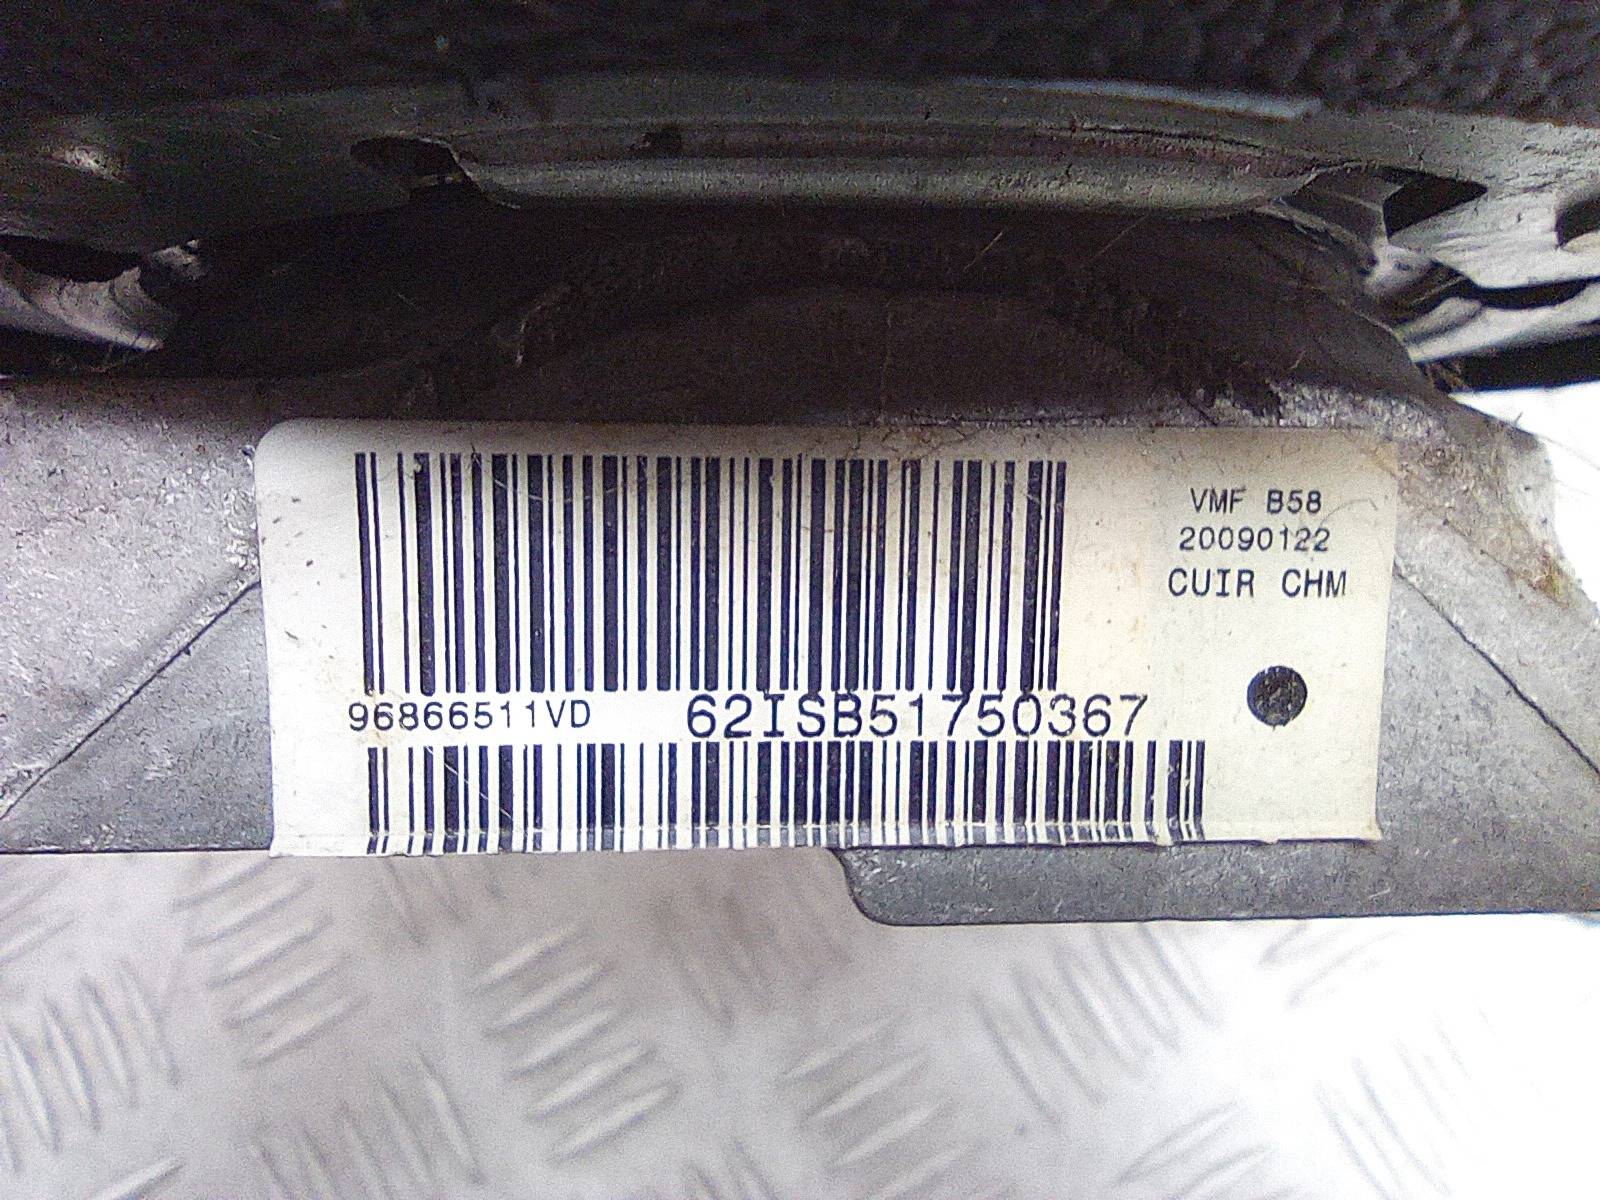 VMF B58
20090122
CUIR CHM
96866511VD 62ISB51750367